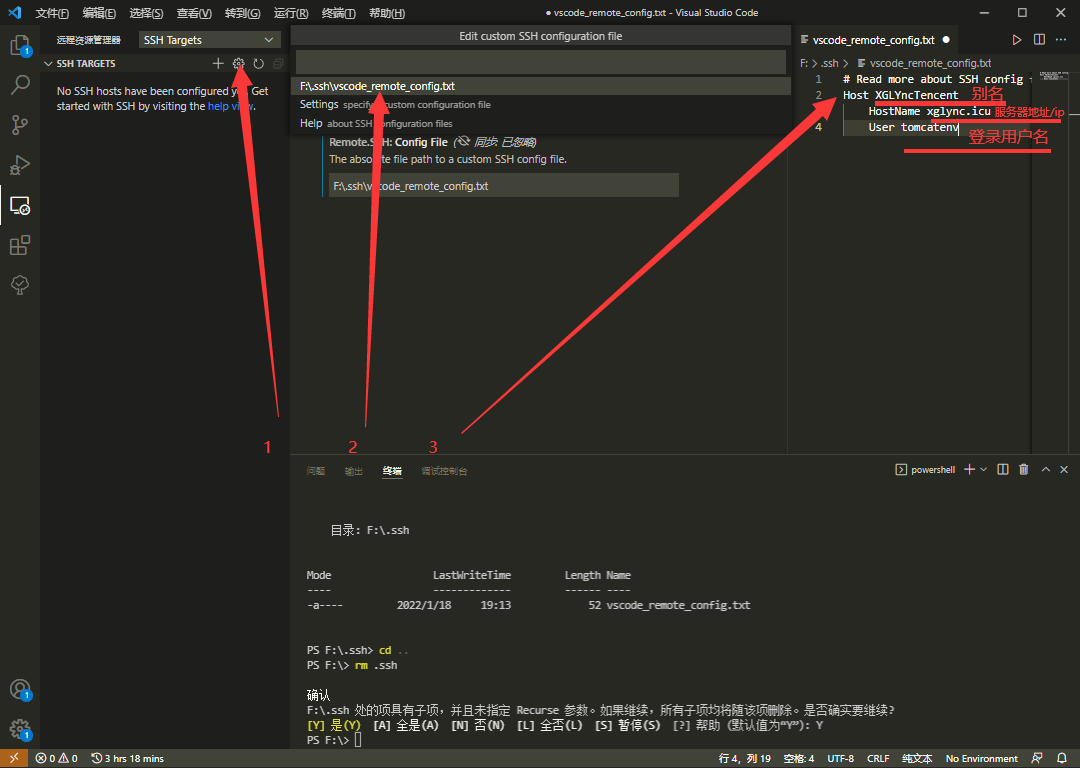 文件(F) 编辑(E) 选择(S) 查看(V) 转到(G) 运行(R) 终端(T) 帮助(H)
● vscode_remote_config.txt - Visual Studio Code
远程资源管理器 SSH Targets
SSH TARGETS
No SSH hosts have been configured Get
started with SSH by visiting the help
Edit custom SSH configuration file
F:\.ssh\vscode_remote_config.txt
Settings custom configuration file
Help about SSH configuration files
Remote.SSH: Config File (同步: 已忽略)
The absolute file path to a custom SSH config file.
F:\.ssh\vscode_remote_config.txt
vscode_remote_config.txt ●
F: > .ssh > vscode_remote_config.txt
1 # Read more about SSH config
2 Host XGLYncTencent 别名
HostName xglync.icu 服务器地址/ip
4 User tomcatenv 登录用户名
1 2 3
问题 输出 终端 调试控制台
powershell
目录: F:\.ssh
Mode LastWriteTime Length Name
---- ------------- ------ ----
-a---- 2022/1/18 19:13 52 vscode_remote_config.txt
PS F:\.ssh> cd ..
PS F:\> rm .ssh
确认
F:\.ssh 处的项具有子项，并且未指定 Recurse 参数。如果继续，所有子项均将随该项删除。是否确实要继续?
[Y] 是(Y) [A] 全是(A) [N] 否(N) [L] 全否(L) [S] 暂停(S) [?] 帮助 (默认值为“Y”): Y
PS F:\>
1
1
1
0 0 3 hrs 18 mins 行 4, 列 19 空格: 4 UTF-8 CRLF 纯文本 No Environment